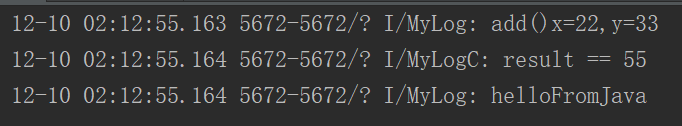 12-10 02:12:55.163 5672-5672/? I/MyLog: add()x=22,y=33
12-10 02:12:55.164 5672-5672/? I/MyLogC: result == 55
12-10 02:12:55.164 5672-5672/? I/MyLog: helloFromJava